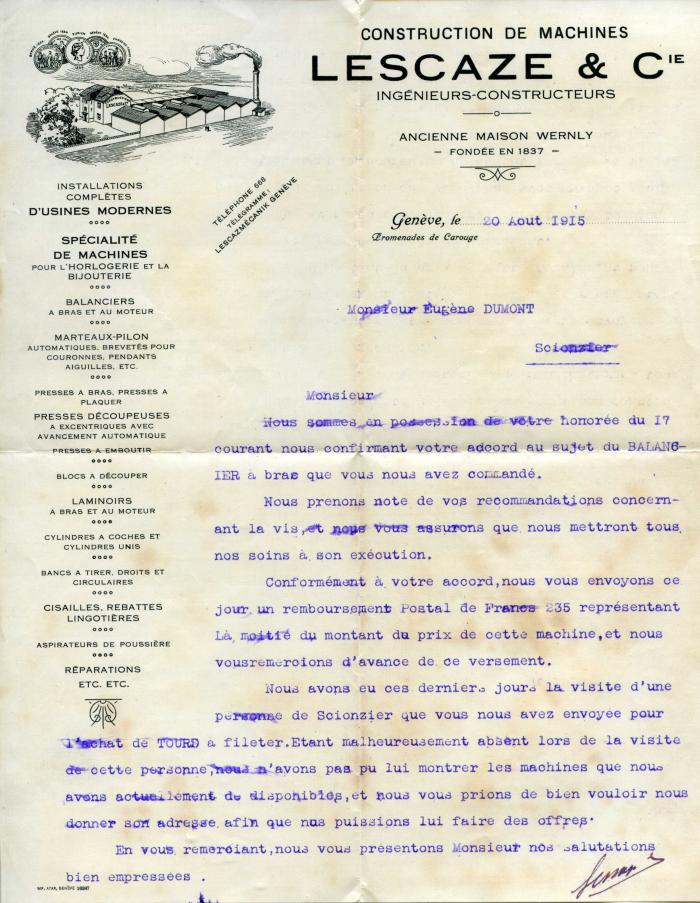 CONSTRUCTION DE MACHINES
LESCAZE & CIE
INGÉNIEURS-CONSTRUCTEURS
ANCIENNE MAISON WERNLY
– FONDÉE EN 1837 –
LESCAZE & Cie
TÉLÉPHONE 668
TÉLÉGRAMME:
LESCAZMÉCANIK GENÈVE
Genève, le 20 Aout 1915
Promenades de Carouge
INSTALLATIONS
COMPLÈTES
D'USINES MODERNES
SPÉCIALITÉ
DE MACHINES
POUR L'HORLOGERIE ET LA
BIJOUTERIE
BALANCIERS
A BRAS ET AU MOTEUR
MARTEAUX-PILON
AUTOMATIQUES, BREVETÉS POUR
COURONNES, PENDANTS
AIGUILLES, ETC.
PRESSES A BRAS, PRESSES A
PLAQUER
PRESSES DÉCOUPEUSES
A EXCENTRIQUES AVEC
AVANCEMENT AUTOMATIQUE
PRESSES A EMBOUTIR
BLOCS A DÉCOUPER
LAMINOIRS
A BRAS ET AU MOTEUR
CYLINDRES A COCHES ET
CYLINDRES UNIS
BANCS A TIRER, DROITS ET
CIRCULAIRES
CISAILLES, REBATTES
LINGOTIÈRES
ASPIRATEURS DE POUSSIÈRE
RÉPARATIONS
ETC. ETC.
Monsieur Eugène DUMONT
Scionzier
Monsieur
Nous sommes en possession de votre honorée du 17
courant nous confirmant votre accord au sujet du BALANC-
IER à bras que vous nous avez commandé.
Nous prenons note de vos recommandations concern-
ant la vis,et nous vous assurons que nous mettront tous
nos soins à son exécution.
Conformément à votre accord,nous vous envoyons ce
jour un remboursement Postal de Francs 235 représentant
Là moitié du montant du prix de cette machine,et nous
vousremercions d'avance de ce versement.
Nous avons eu ces derniers jours la visite d'une
personne de Scionzier que vous nous avez envoyée pour
l'achat de TOURS à fileter.Etant malheureusement absent lors de la visite
de cette personne,nous n'avons pas pu lui montrer les machines que nous
avons actuellement de disponibles,et nous vous prions de bien vouloir nous
donner son adresse afin que nus puissions lui faire des offres.
En vous remerciant,nous vous présentons Monsieur nos salutations
bien empressées .
IMP. ATAR, GENÈVE